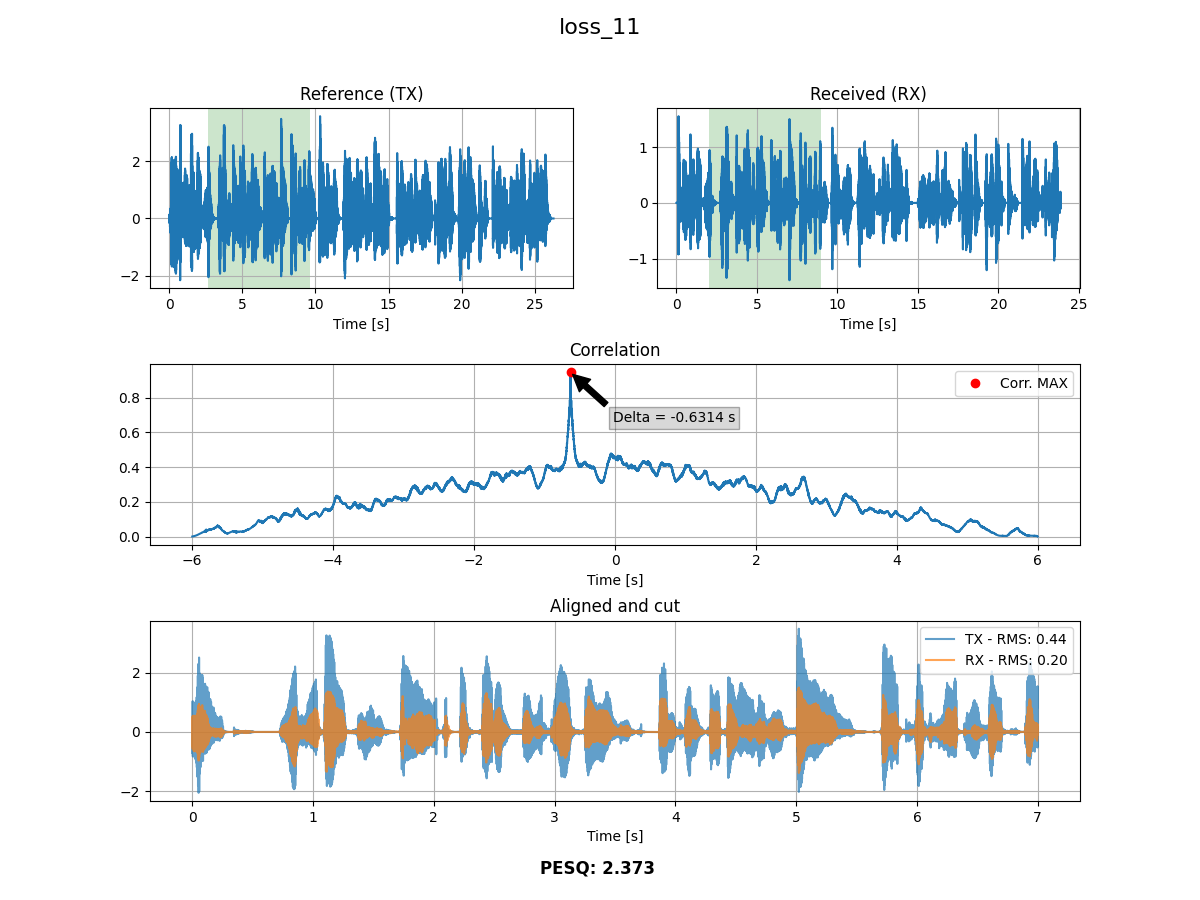 loss_11
Reference (TX)
Received (RX)
2
0
−2
0 5 10 15 20 25
Time [s]
1
0
−1
0 5 10 15 20 25
Time [s]
Correlation
0.8
0.6
0.4
0.2
0.0
Corr. MAX
Delta = -0.6314 s
−6 −4 −2 0 2 4 6
Time [s]
Aligned and cut
2
0
−2
TX - RMS: 0.44
RX - RMS: 0.20
0 1 2 3 4 5 6 7
Time [s]
PESQ: 2.373